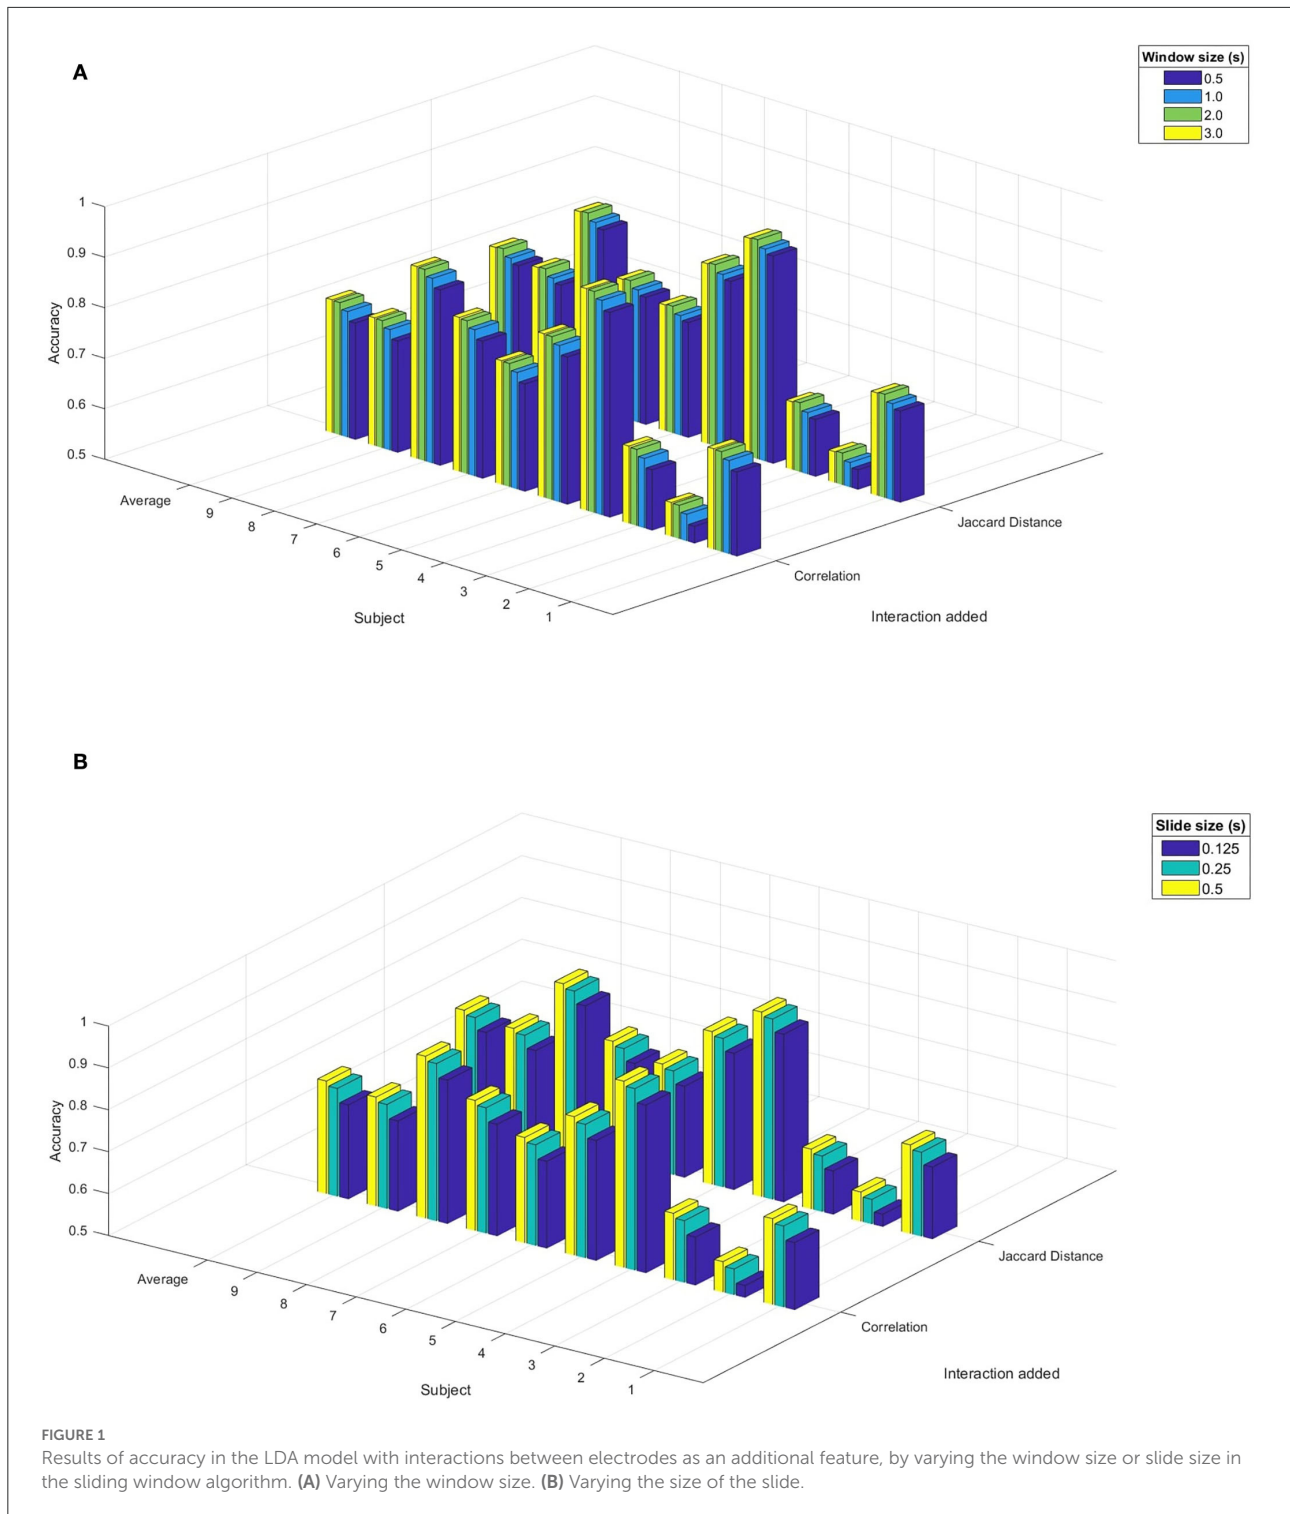 A
Window size (s)
0.5
1.0
2.0
3.0
1
0.9
0.8
0.7
0.6
0.5
Accuracy
Average
9
8
7
6
5
4
3
2
1
Subject
Correlation
Jaccard Distance
Interaction added
B
Slide size (s)
0.125
0.25
0.5
1
0.9
0.8
0.7
0.6
0.5
Accuracy
Average
9
8
7
6
5
4
3
2
1
Subject
Correlation
Jaccard Distance
Interaction added
FIGURE 1
Results of accuracy in the LDA model with interactions between electrodes as an additional feature, by varying the window size or slide size in
the sliding window algorithm. (A) Varying the window size. (B) Varying the size of the slide.